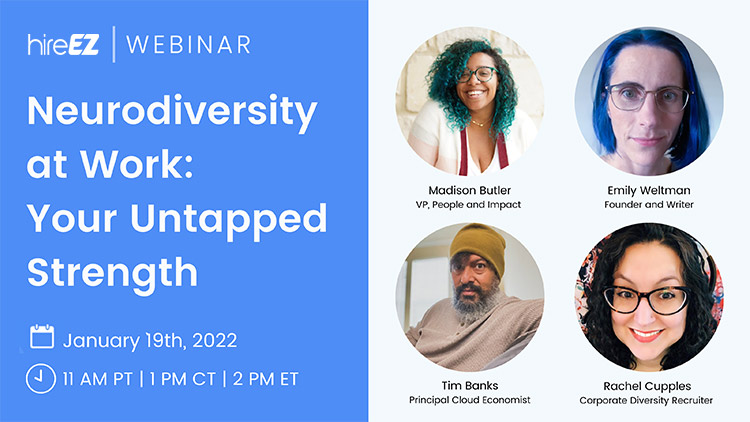 hireEZ | WEBINAR
Neurodiversity
at Work:
Your Untapped
Strength
January 19th, 2022
11 AM PT | 1 PM CT | 2 PM ET
Madison Butler
VP, People and Impact
Emily Weltman
Founder and Writer
Tim Banks
Principal Cloud Economist
Rachel Cupples
Corporate Diversity Recruiter